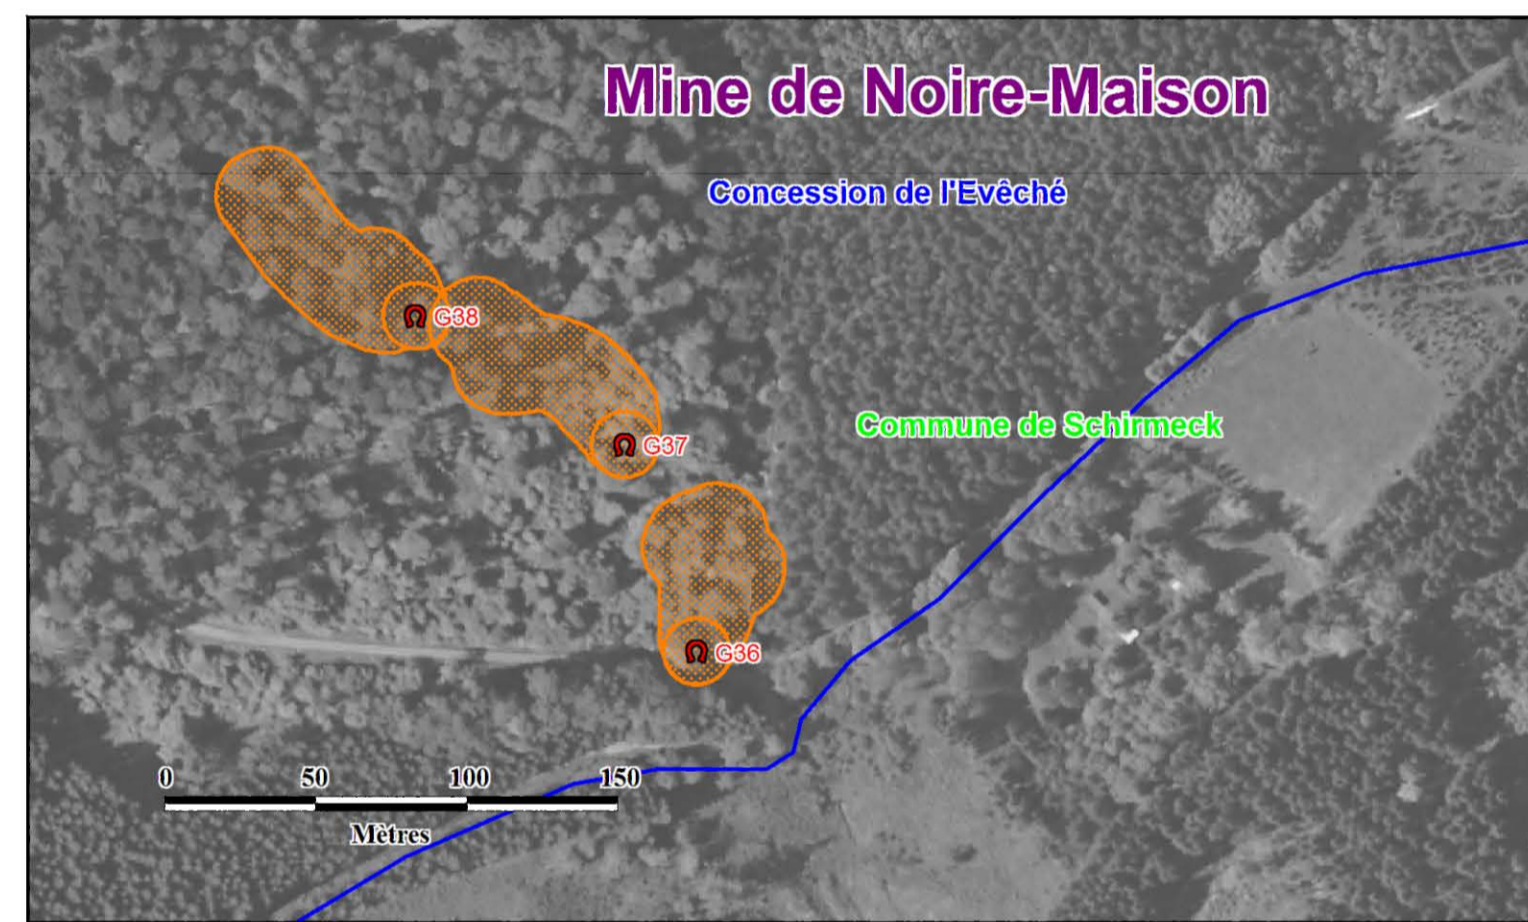 Mine de Noire-Maison
Concession de l'Evêché
G38
Commune de Schirmeck
G37
G36
0 50 100 150
Mètres